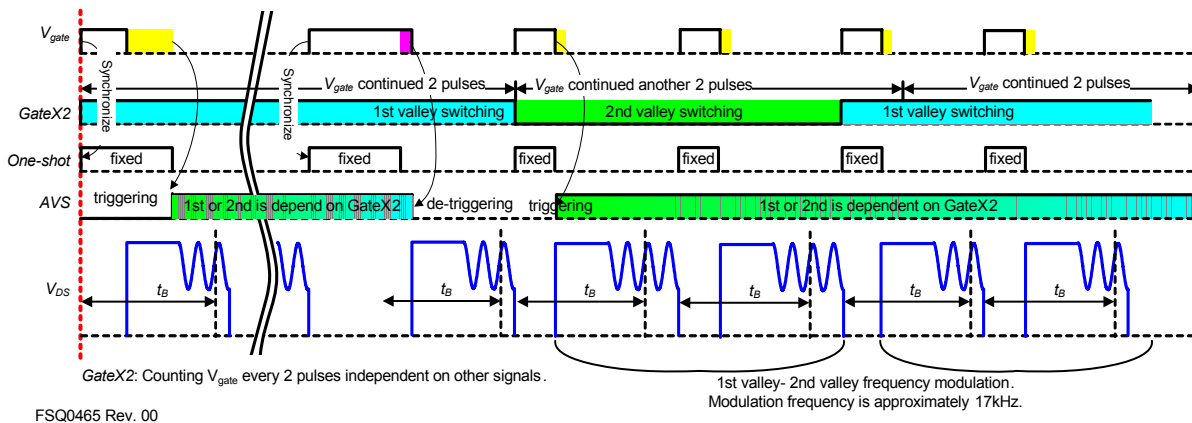 Vgate
Synchronize
Synchronize
Vgate continued 2 pulses
Vgate continued another 2 pulses
Vgate continued 2 pulses
GateX2
1st valley switching
2nd valley switching
1st valley switching
One-shot
fixed
fixed
fixed
fixed
fixed
fixed
AVS
triggering
1st or 2nd is depend on GateX2
de-triggering
triggering
1st or 2nd is dependent on GateX2
VDS
tB
tB
tB
tB
tB
tB
GateX2: Counting Vgate every 2 pulses independent on other signals.
1st valley- 2nd valley frequency modulation.
Modulation frequency is approximately 17kHz.
FSQ0465 Rev. 00